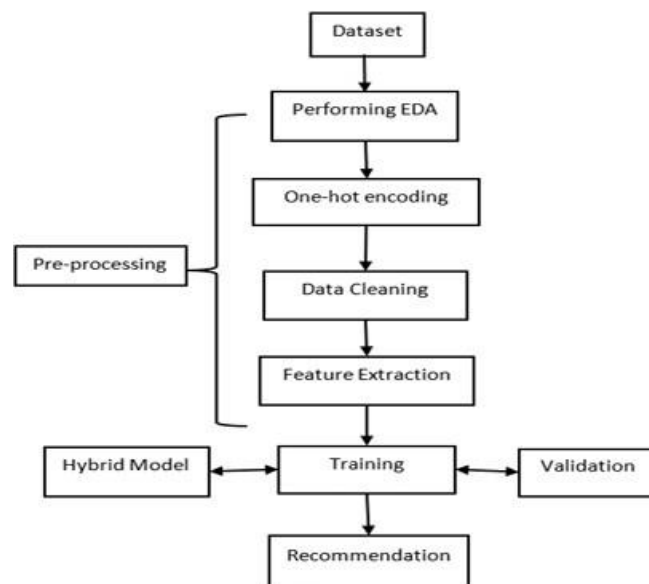 Dataset
Performing EDA
One-hot encoding
Pre-processing
Data Cleaning
Feature Extraction
Hybrid Model
Training
Validation
Recommendation